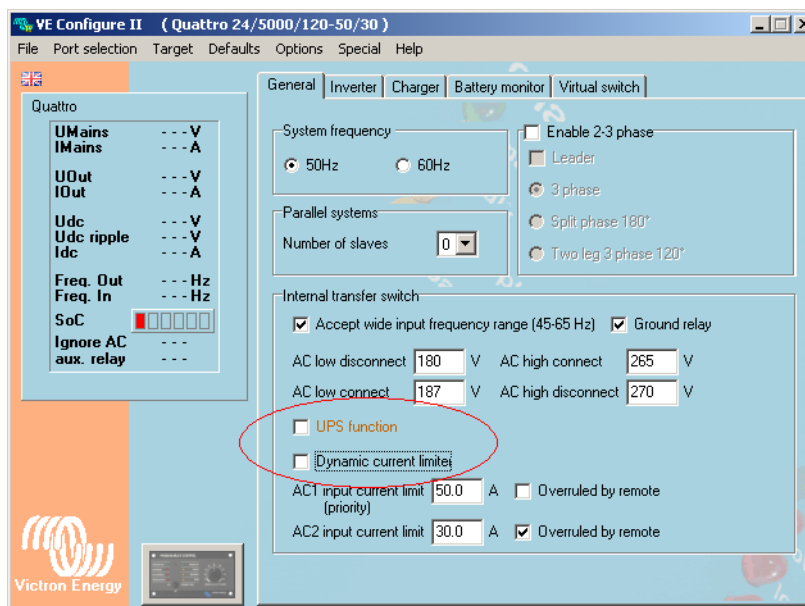 VE Configure II ( Quattro 24/5000/120-50/30 )
File Port selection Target Defaults Options Special Help
General Inverter Charger Battery monitor Virtual switch
Quattro
UMains ---V
IMains ---A
UOut ---V
IOut ---A
Udc ---V
Udc ripple ---V
Idc ---A
Freq. Out ---Hz
Freq. In ---Hz
SoC
Ignore AC ---
aux. relay ---
System frequency
50Hz 60Hz
Parallel systems
Number of slaves 0
Enable 2-3 phase
Leader
3 phase
Split phase 180°
Two leg 3 phase 120°
Internal transfer switch
Accept wide input frequency range (45-65 Hz) Ground relay
AC low disconnect 180 V AC high connect 265 V
AC low connect 187 V AC high disconnect 270 V
UPS function
Dynamic current limiter
AC1 input current limit 50.0 A Overruled by remote
(priority)
AC2 input current limit 30.0 A Overruled by remote
Victron Energy